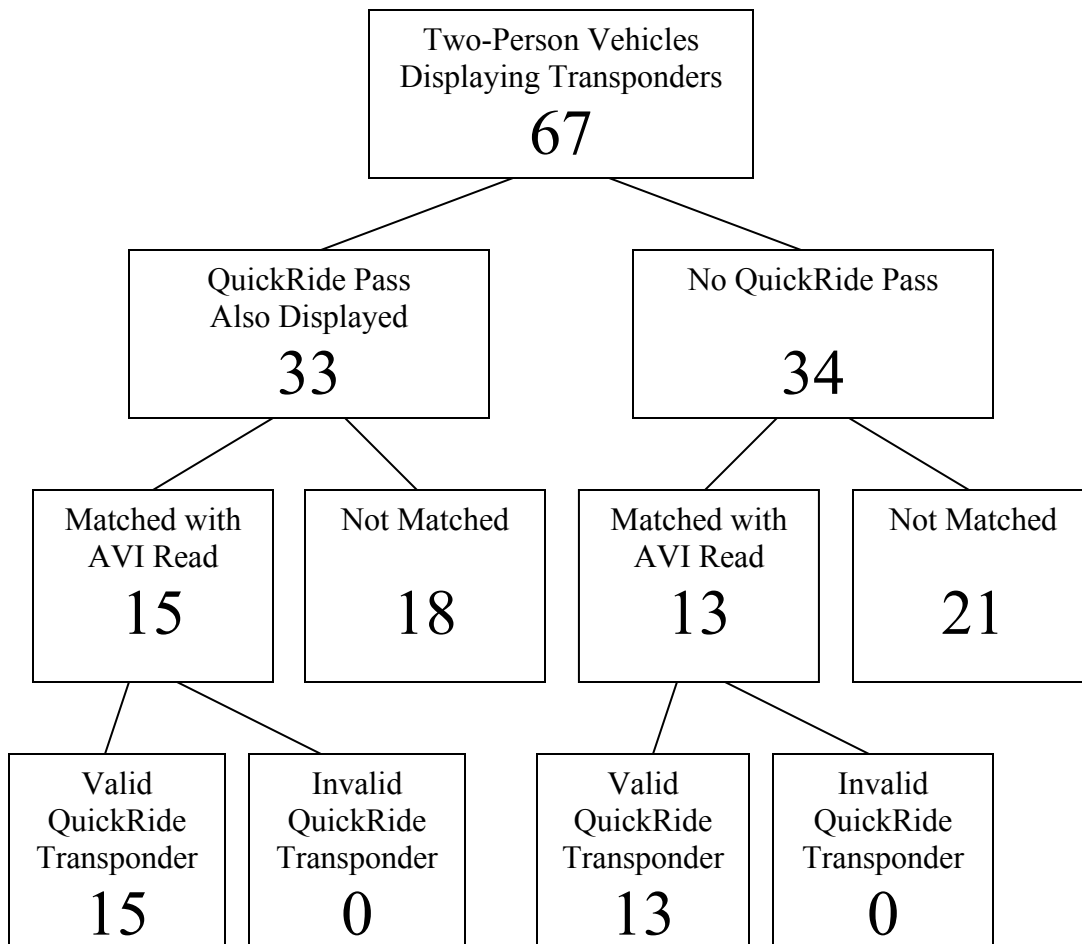 Two-Person Vehicles
Displaying Transponders
67
QuickRide Pass
Also Displayed
33
No QuickRide Pass
34
Matched with
AVI Read
15
Not Matched
18
Matched with
AVI Read
13
Not Matched
21
Valid
QuickRide
Transponder
15
Invalid
QuickRide
Transponder
0
Valid
QuickRide
Transponder
13
Invalid
QuickRide
Transponder
0